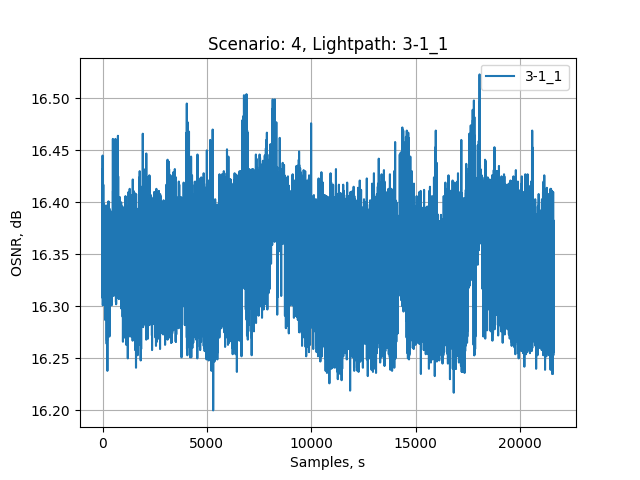 Scenario: 4, Lightpath: 3-1_1
3-1_1
OSNR, dB
16.50
16.45
16.40
16.35
16.30
16.25
16.20
0 5000 10000 15000 20000
Samples, s